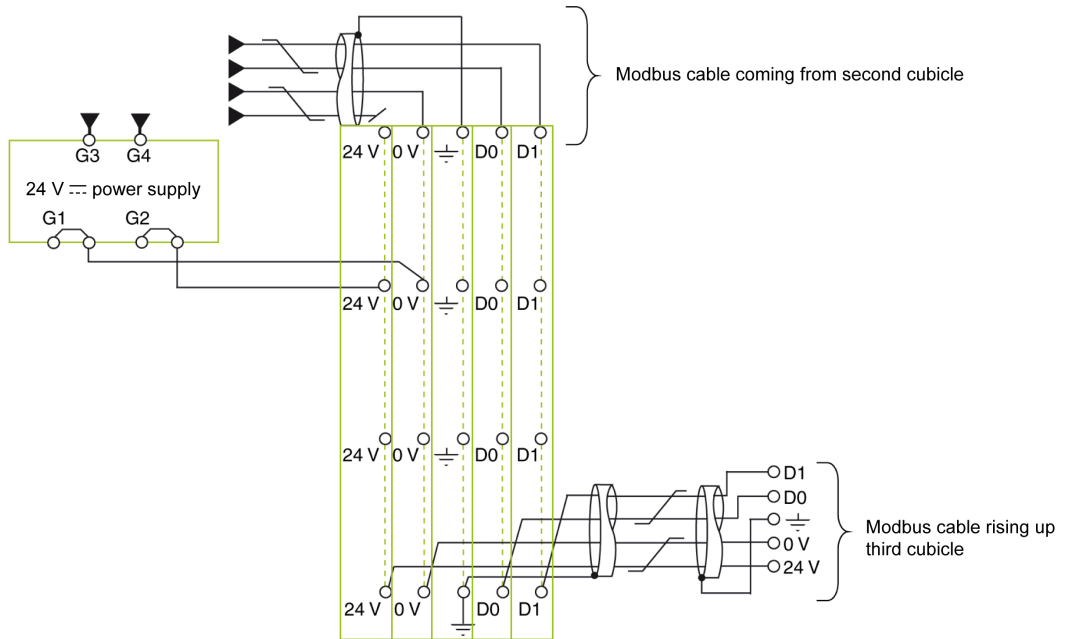 Modbus cable coming from second cubicle
24 V 0 V D0 D1
G3 G4
24 V power supply
G1 G2
24 V 0 V D0 D1
24 V 0 V D0 D1
D1
D0
0 V
24 V
Modbus cable rising up
third cubicle
24 V 0 V D0 D1